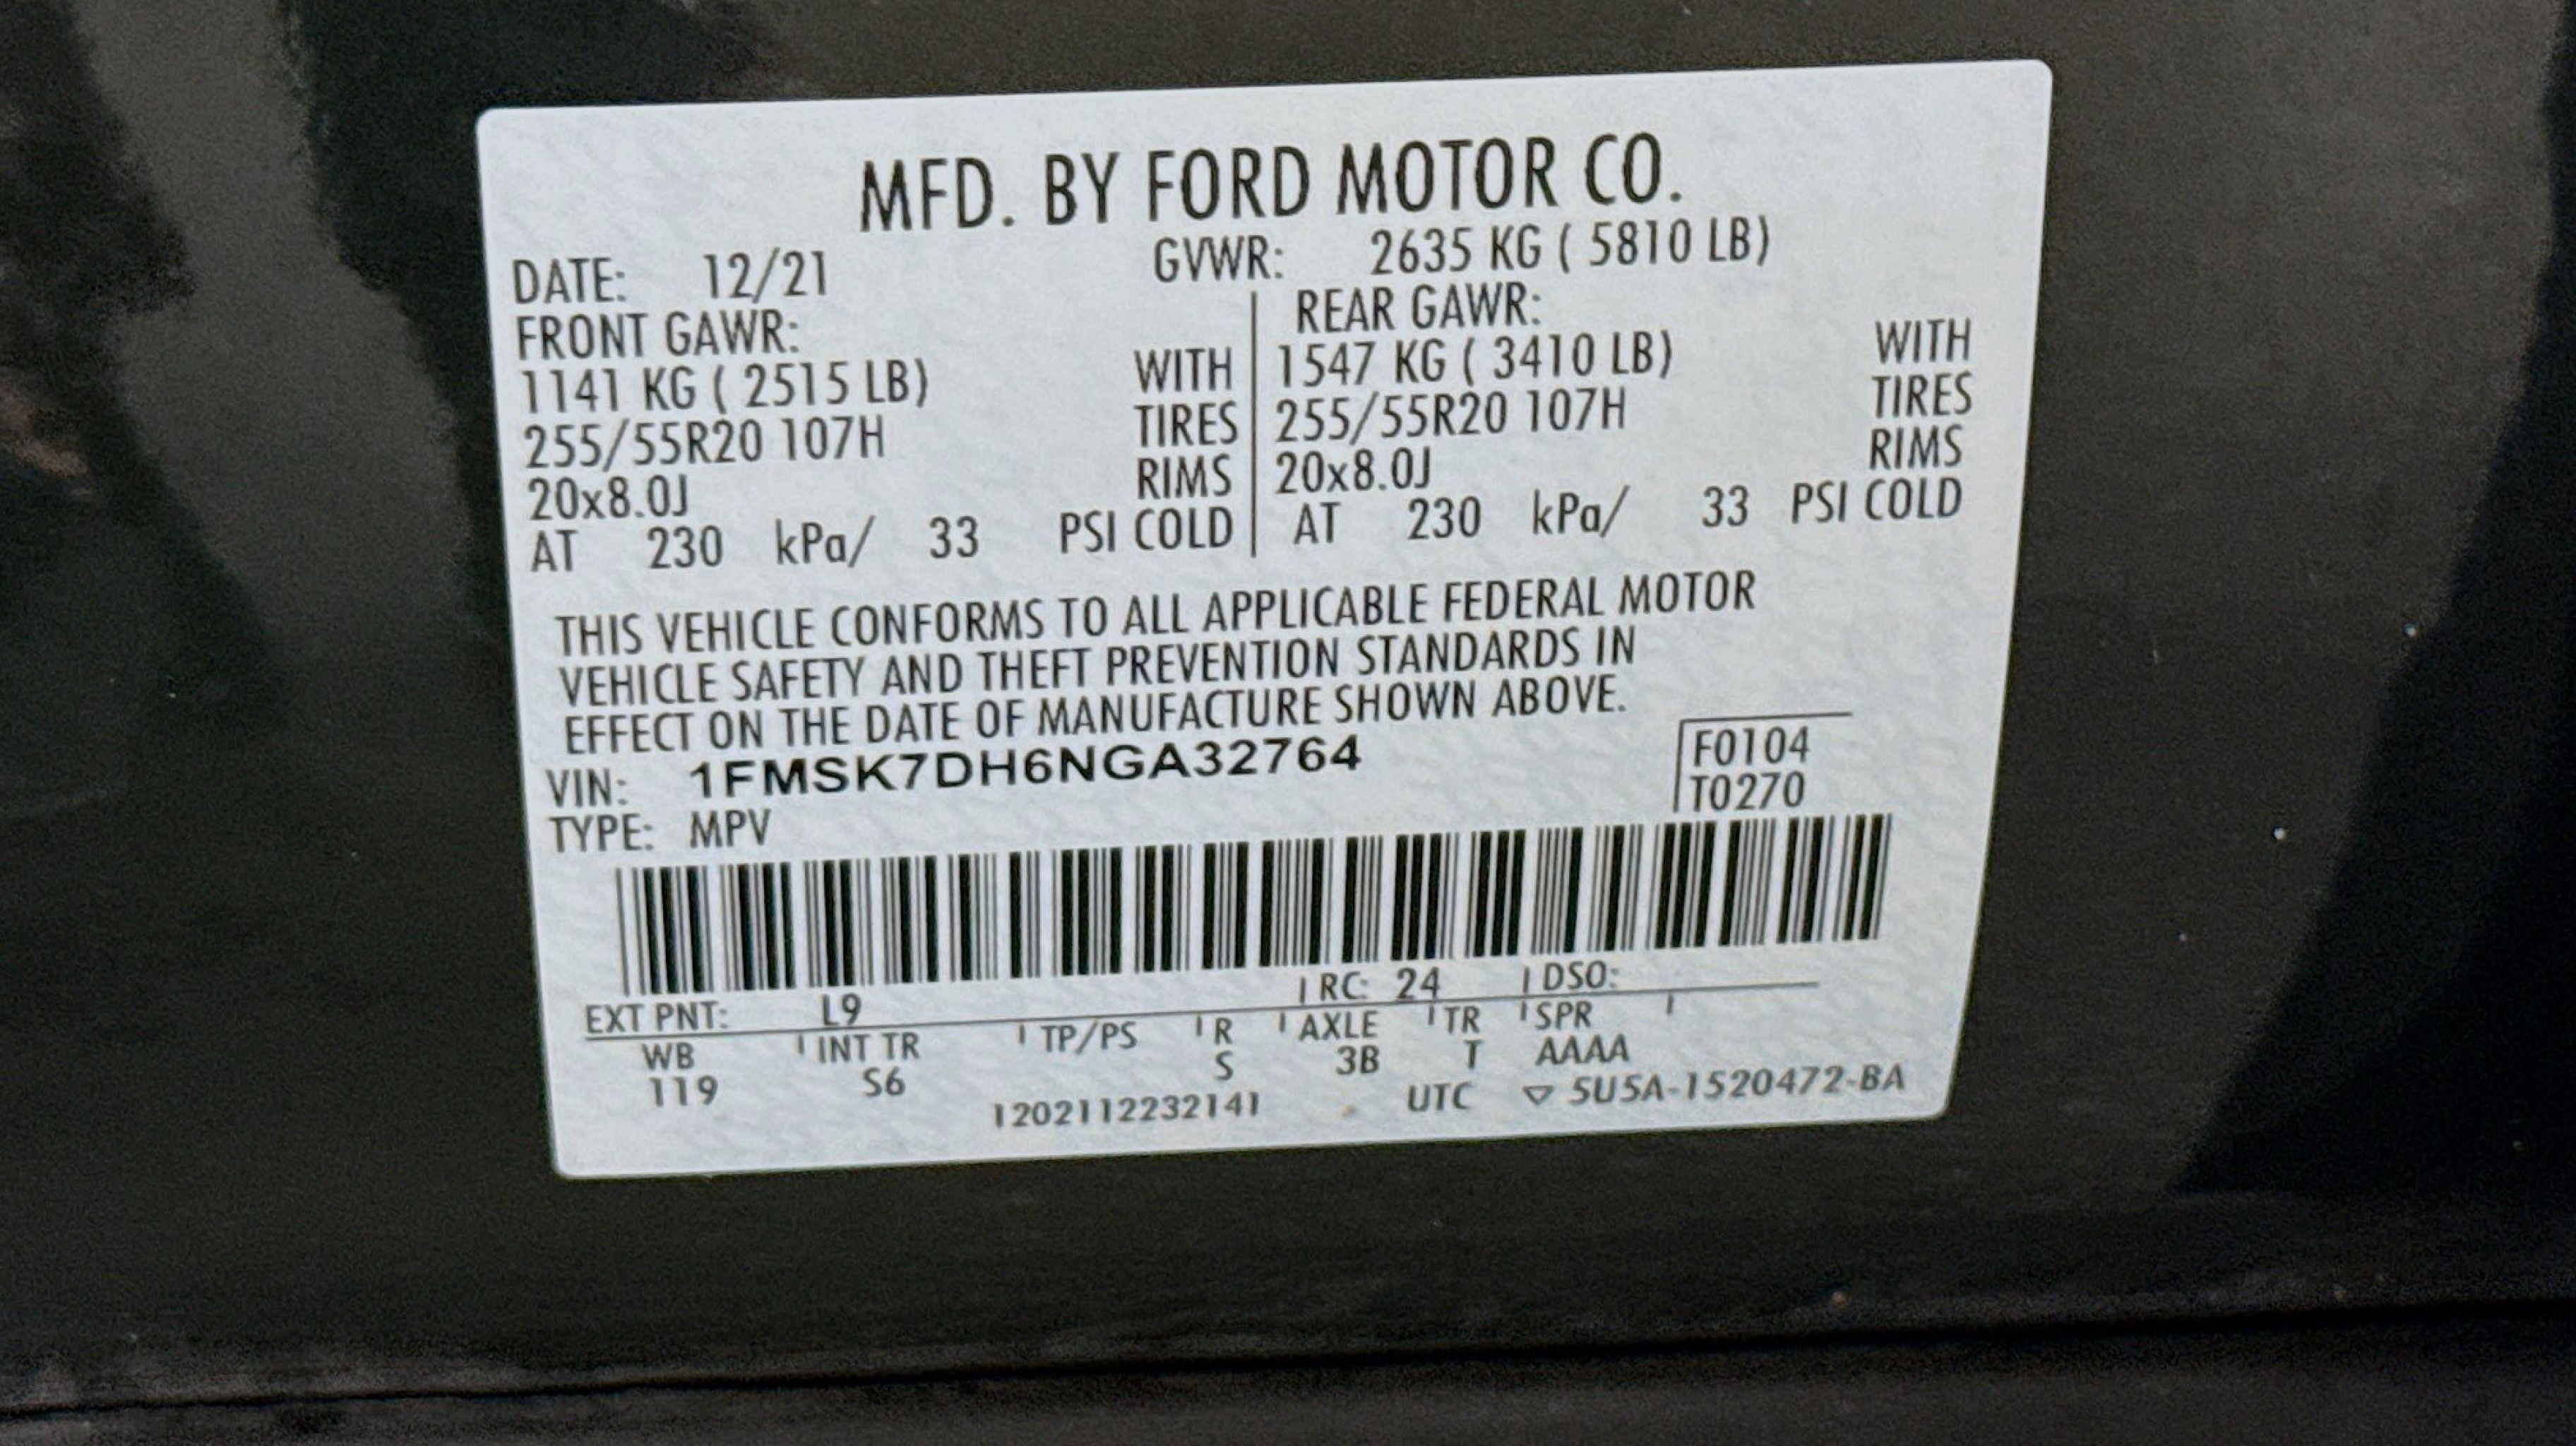 MFD. BY FORD MOTOR CO.
DATE: 12/21 GVWR: 2635 KG ( 5810 LB)
FRONT GAWR: REAR GAWR:
1141 KG ( 2515 LB) WITH 1547 KG ( 3410 LB) WITH
255/55R20 107H TIRES 255/55R20 107H TIRES
20x8.0J RIMS 20x8.0J RIMS
AT 230 kPa/ 33 PSI COLD AT 230 kPa/ 33 PSI COLD
THIS VEHICLE CONFORMS TO ALL APPLICABLE FEDERAL MOTOR
VEHICLE SAFETY AND THEFT PREVENTION STANDARDS IN
EFFECT ON THE DATE OF MANUFACTURE SHOWN ABOVE.
VIN: 1FMSK7DH6NGA32764 F0104
TYPE: MPV T0270
EXT PNT: L9 RC: 24 DSO:
WB INT TR TP/PS R AXLE TR SPR
119 S6 S 3B T AAAA
1202112232141 UTC ▽ 5U5A-1520472-BA